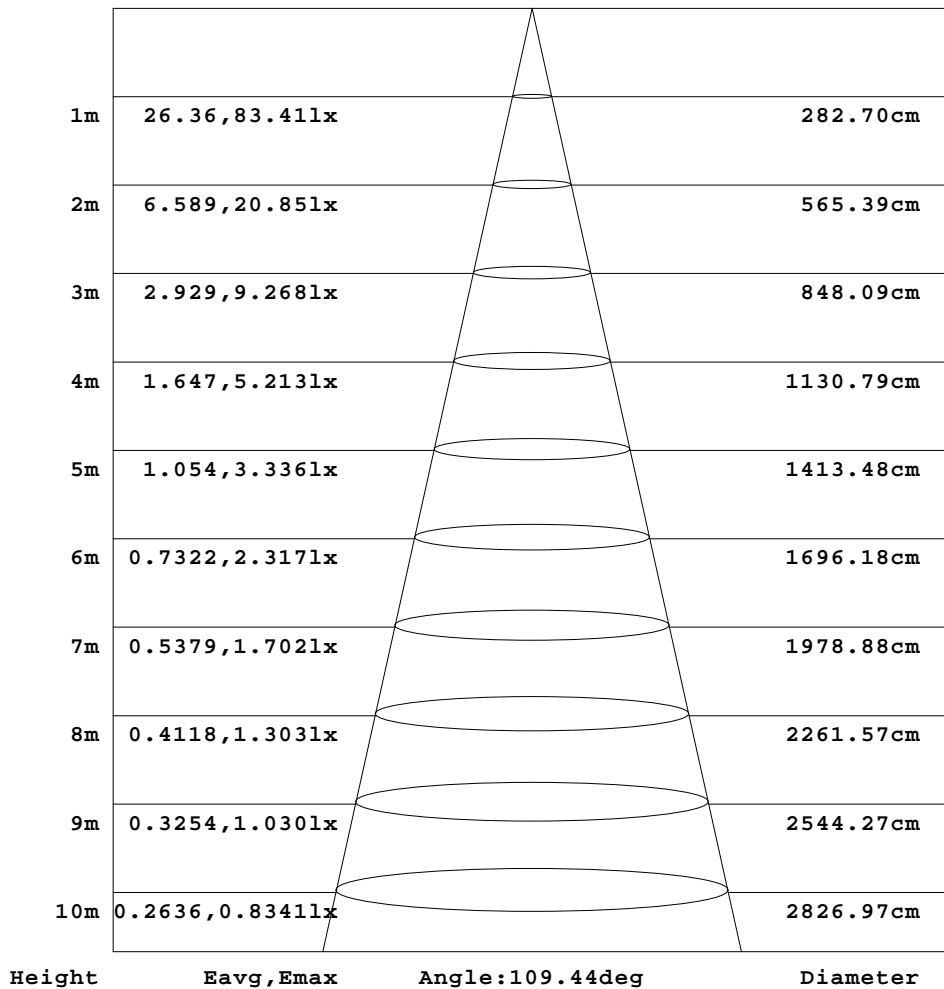 1m 26.36,83.41lx 282.70cm
2m 6.589,20.85lx 565.39cm
3m 2.929,9.268lx 848.09cm
4m 1.647,5.213lx 1130.79cm
5m 1.054,3.336lx 1413.48cm
6m 0.7322,2.317lx 1696.18cm
7m 0.5379,1.702lx 1978.88cm
8m 0.4118,1.303lx 2261.57cm
9m 0.3254,1.030lx 2544.27cm
10m 0.2636,0.8341lx 2826.97cm
Height Eavg,Emax Angle:109.44deg Diameter